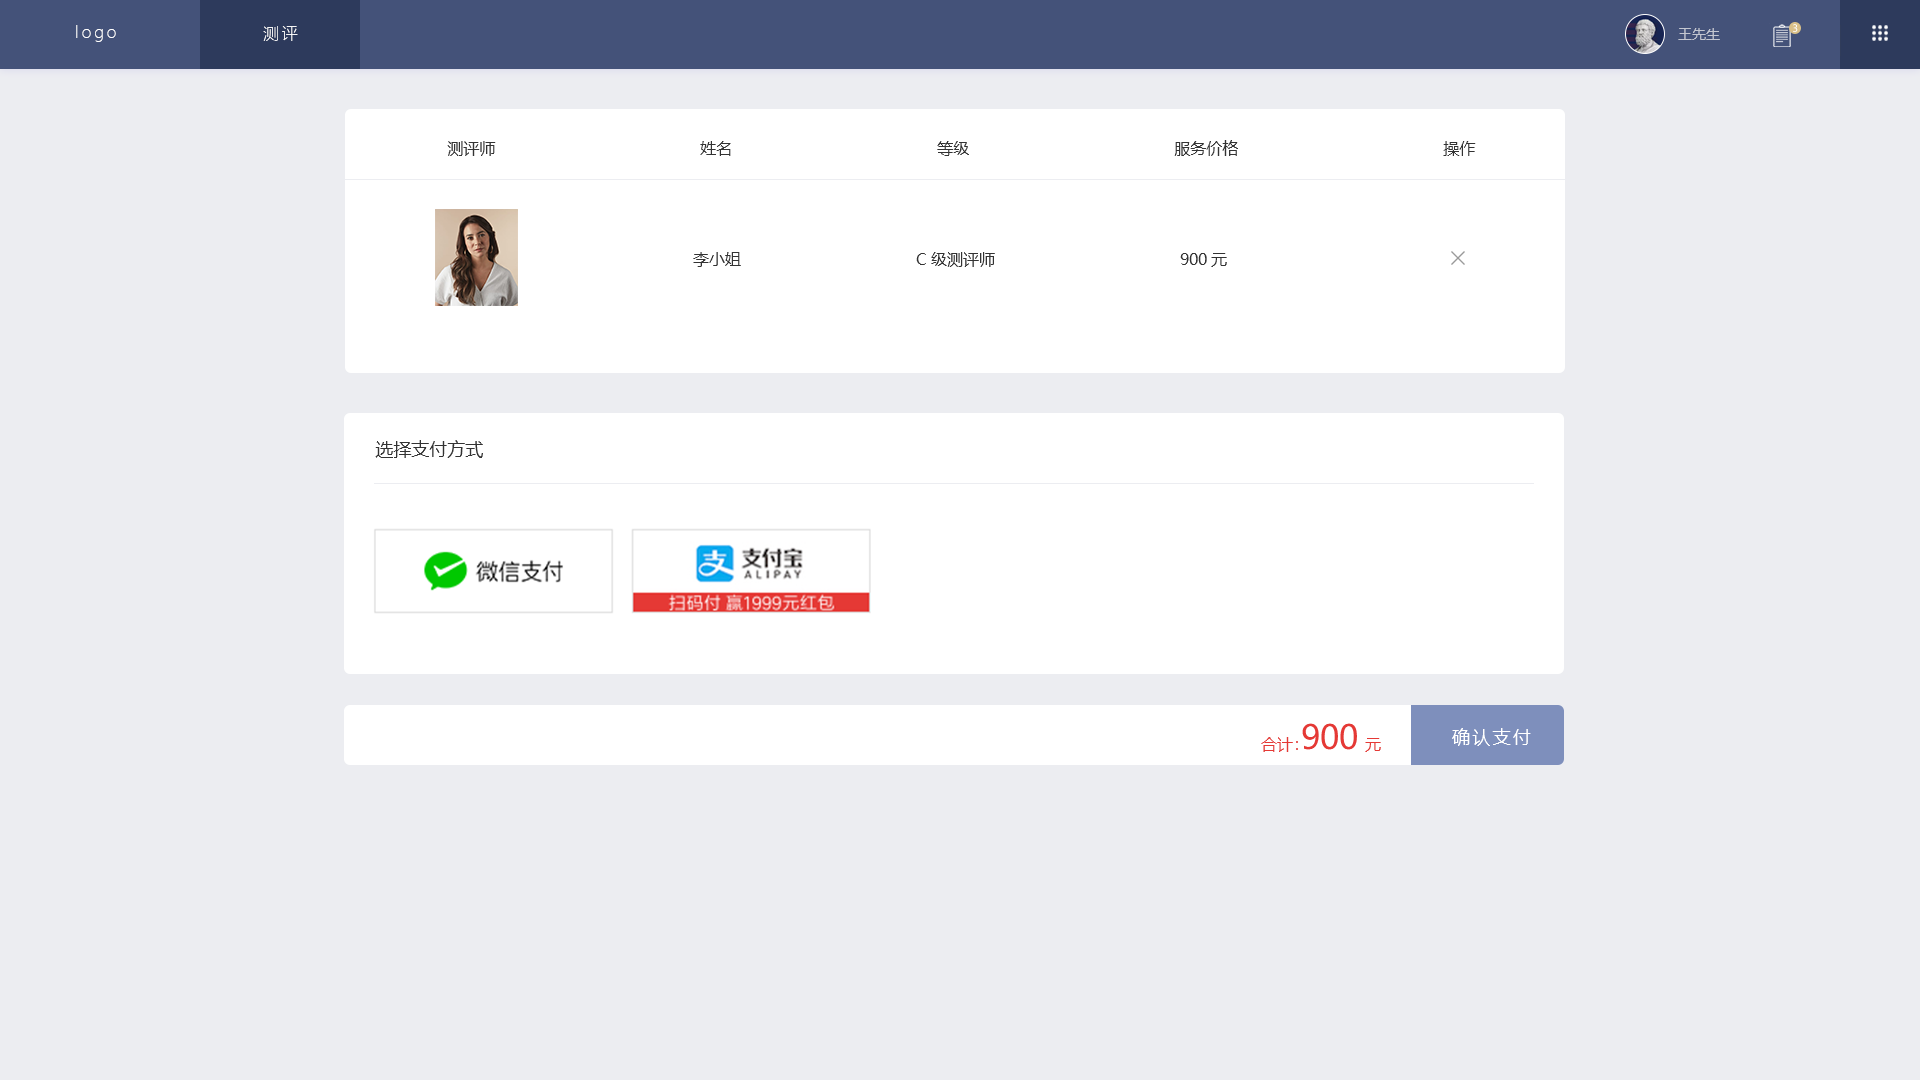 logo
测评
王先生
3
测评师 姓名 等级 服务价格 操作
李小姐 C 级测评师 900 元
选择支付方式
微信支付
支付宝
ALIPAY
扫码付 赢1999元红包
合计:900 元
确认支付